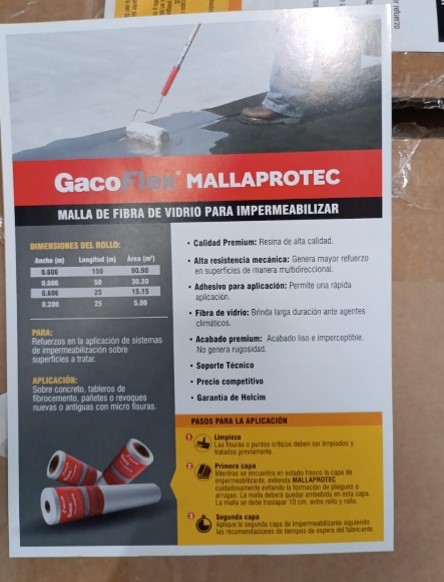 GacoFlex® MALLAPROTEC
MALLA DE FIBRA DE VIDRIO PARA IMPERMEABILIZAR
DIMENSIONES DEL ROLLO:
Ancho (m) Longitud (m) Área (m²)
0.606 150 90.90
0.606 50 30.30
0.606 25 15.15
0.200 25 5.00
PARA:
Refuerzos en la aplicación de sistemas
de impermeabilización sobre
superficies a tratar.
APLICACIÓN:
Sobre concreto, tableros de
fibrocemento, pañetes o revoques
nuevas o antiguas con micro fisuras.
• Calidad Premium: Resina de alta calidad.
• Alta resistencia mecánica: Genera mayor refuerzo
en superficies de manera multidireccional.
• Adhesivo para aplicación: Permite una rápida
aplicación.
• Fibra de vidrio: Brinda larga duración ante agentes
climáticos.
• Acabado premium: Acabado liso e imperceptible.
No genera rugosidad.
• Soporte Técnico
• Precio competitivo
• Garantía de Holcim
PASOS PARA LA APLICACIÓN
1 Limpieza
Las fisuras o puntos críticos deben ser limpiados y
tratados previamente.
2 Primera capa
Mientras se encuentra en estado fresco la capa de
impermeabilizante, extienda MALLAPROTEC
cuidadosamente evitando la formación de pliegues o
arrugas. La malla deberá quedar embebida en esta capa.
La malla se debe traslapar 10 cm. entre rollo y rollo.
3 Segunda capa
Aplique la segunda capa de impermeabilizante siguiendo
las recomendaciones de tiempos de espera del fabricante.